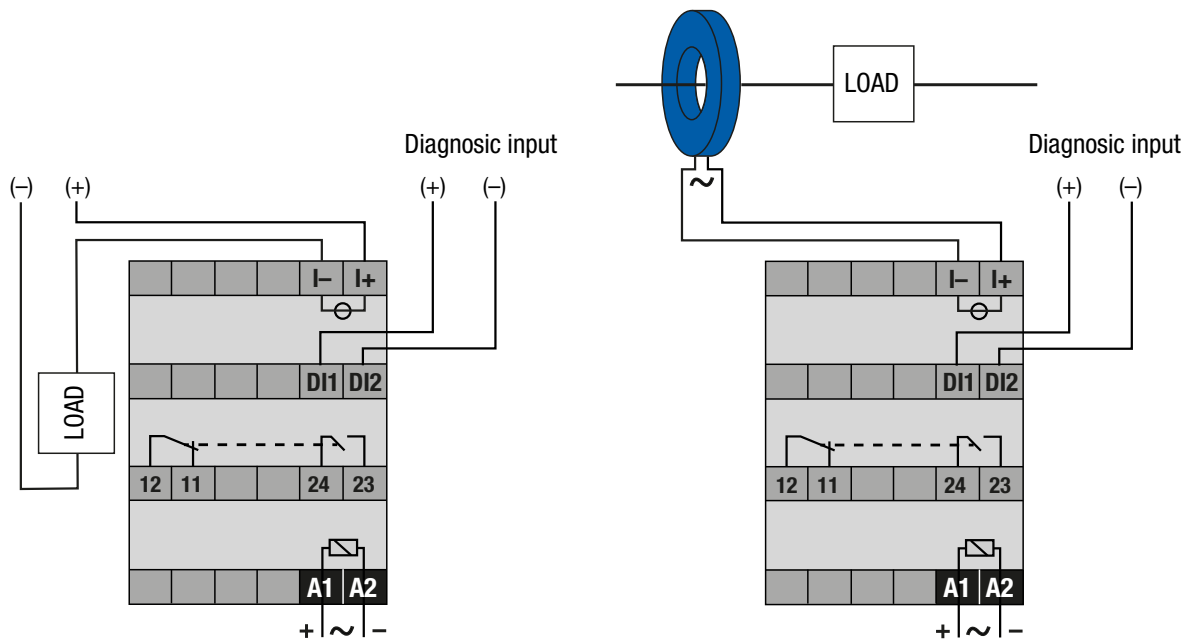 LOAD
Diagnosic input
(–) (+) (+) (–)
~
I– I+
DI1 DI2
LOAD
12 11 24 23
A1 A2
+ ~ –
LOAD
Diagnosic input
(+) (–)
~
I– I+
DI1 DI2
12 11 24 23
A1 A2
+ ~ –